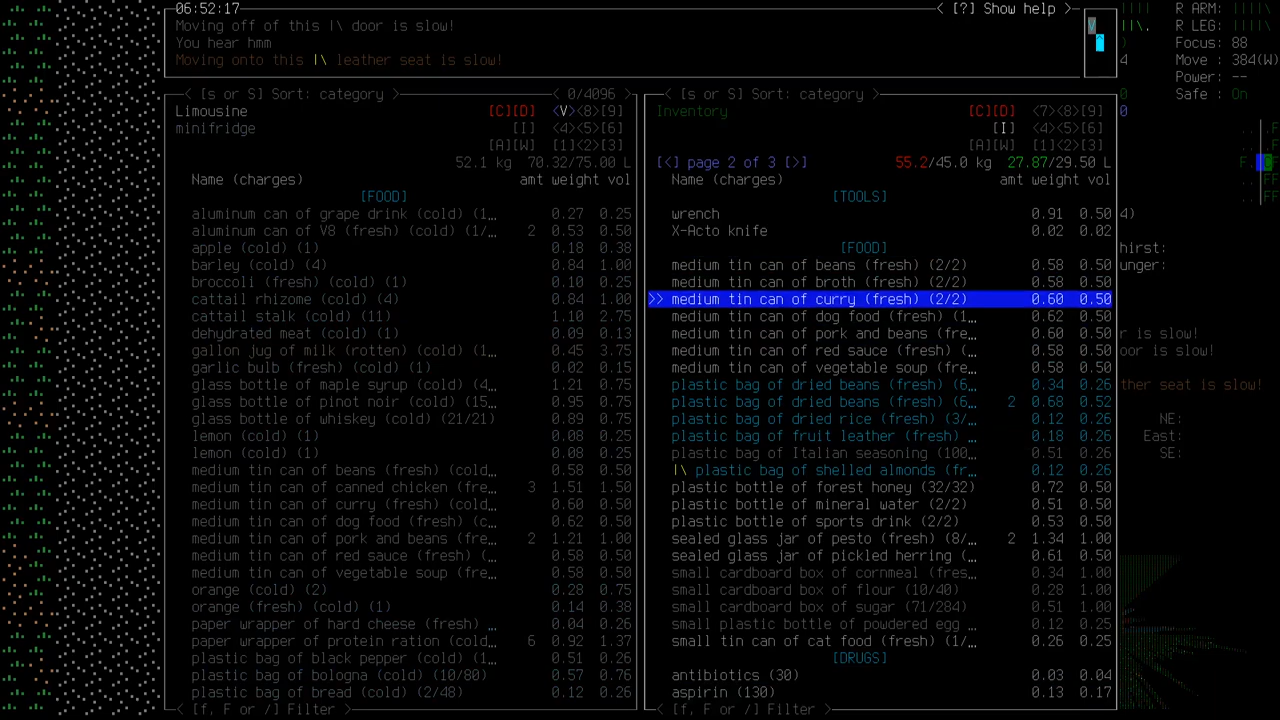 06:52:17
< [?] Show help >
Moving off of this |\ door is slow!
You hear hmm
Moving onto this |\ leather seat is slow!
R ARM:
R LEG:
Focus: 88
Move : 384(W)
Power: --
Safe : On
< [s or S] Sort: category > < 0/4096 >
Limousine [C][D] <V><8>[9]
minifridge [I] <4><5>[6]
[A][W] [1]<2>[3]
52.1 kg 70.32/75.00 L
Name (charges) amt weight vol
[FOOD]
aluminum can of grape drink (cold) (1… 0.27 0.25
aluminum can of V8 (fresh) (cold) (1/… 2 0.53 0.50
apple (cold) (1) 0.18 0.38
barley (cold) (4) 0.84 1.00
broccoli (fresh) (cold) (1) 0.10 0.25
cattail rhizome (cold) (4) 0.84 1.00
cattail stalk (cold) (11) 1.10 2.75
dehydrated meat (cold) (1) 0.09 0.13
gallon jug of milk (rotten) (cold) (1… 0.45 3.75
garlic bulb (fresh) (cold) (1) 0.02 0.15
glass bottle of maple syrup (cold) (4… 1.21 0.75
glass bottle of pinot noir (cold) (15… 0.95 0.75
glass bottle of whiskey (cold) (21/21) 0.89 0.75
lemon (cold) (1) 0.08 0.25
lemon (cold) (1) 0.08 0.25
medium tin can of beans (fresh) (cold… 0.58 0.50
medium tin can of canned chicken (fre… 3 1.51 1.50
medium tin can of curry (fresh) (cold… 0.60 0.50
medium tin can of dog food (fresh) (c… 0.62 0.50
medium tin can of pork and beans (fre… 2 1.21 1.00
medium tin can of red sauce (fresh) (… 0.58 0.50
medium tin can of vegetable soup (fre… 0.58 0.50
orange (cold) (2) 0.28 0.75
orange (fresh) (cold) (1) 0.14 0.38
paper wrapper of hard cheese (fresh) … 0.04 0.26
paper wrapper of protein ration (cold… 6 0.92 1.37
plastic bag of black pepper (cold) (1… 0.51 0.26
plastic bag of bologna (cold) (10/80) 0.57 0.76
plastic bag of bread (cold) (2/48) 0.12 0.26
< [f, F or /] Filter >
< [s or S] Sort: category >
Inventory [C][D] <7><8>[9]
[I] <4><5>[6]
[A][W] [1]<2>[3]
[<] page 2 of 3 [>] 55.2/45.0 kg 27.87/29.50 L
Name (charges) amt weight vol
[TOOLS]
wrench 0.91 0.50
X-Acto knife 0.02 0.02
[FOOD]
medium tin can of beans (fresh) (2/2) 0.58 0.50
medium tin can of broth (fresh) (2/2) 0.58 0.50
>> medium tin can of curry (fresh) (2/2) 0.60 0.50
medium tin can of dog food (fresh) (1… 0.62 0.50
medium tin can of pork and beans (fre… 0.60 0.50
medium tin can of red sauce (fresh) (… 0.58 0.50
medium tin can of vegetable soup (fre… 0.58 0.50
plastic bag of dried beans (fresh) (6… 0.34 0.26
plastic bag of dried beans (fresh) (6… 2 0.68 0.52
plastic bag of dried rice (fresh) (3/… 0.12 0.26
plastic bag of fruit leather (fresh) … 0.18 0.26
plastic bag of Italian seasoning (100… 0.51 0.26
|\ plastic bag of shelled almonds (fr… 0.12 0.26
plastic bottle of forest honey (32/32) 0.72 0.50
plastic bottle of mineral water (2/2) 0.51 0.50
plastic bottle of sports drink (2/2) 0.53 0.50
sealed glass jar of pesto (fresh) (8/… 2 1.34 1.00
sealed glass jar of pickled herring (… 0.61 0.50
small cardboard box of cornmeal (fres… 0.34 1.00
small cardboard box of flour (10/40) 0.28 1.00
small cardboard box of sugar (71/284) 0.51 1.00
small plastic bottle of powdered egg … 0.12 0.25
small tin can of cat food (fresh) (1/… 0.26 0.25
[DRUGS]
antibiotics (30) 0.03 0.04
aspirin (130) 0.13 0.17
< [f, F or /] Filter >
4)
hirst:
unger:
r is slow!
oor is slow!
ther seat is slow!
NE:
East:
SE: